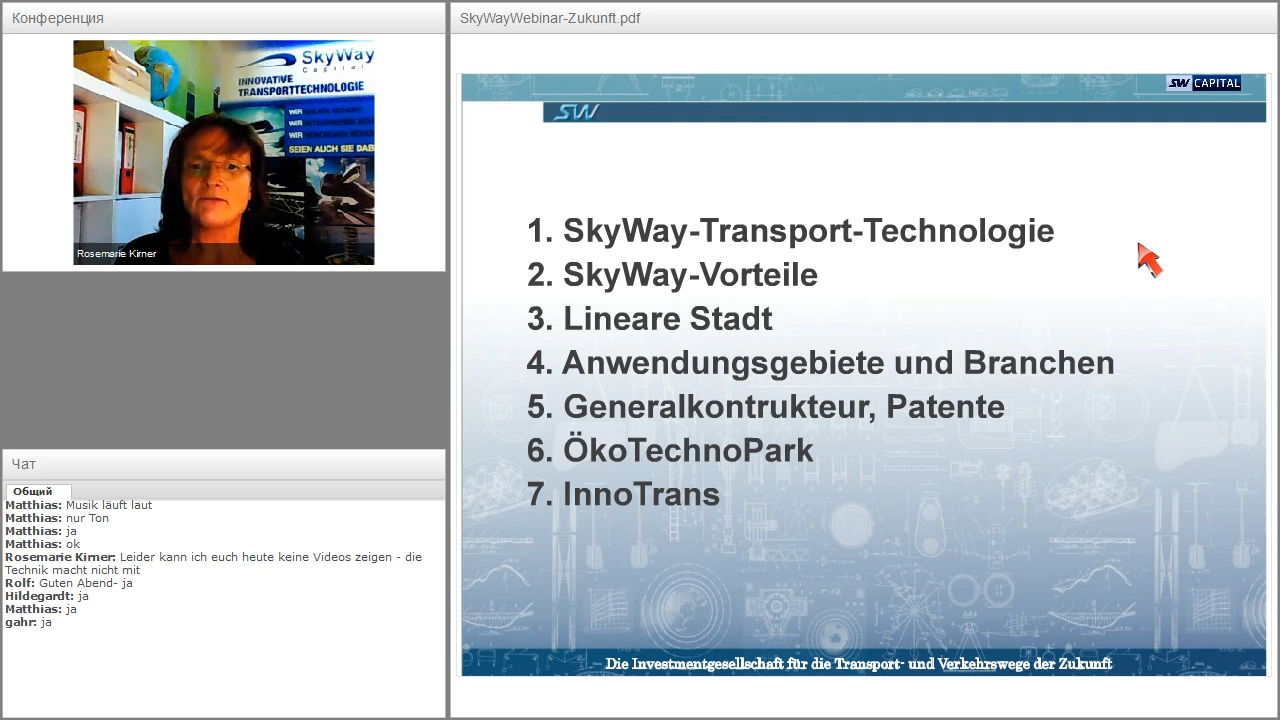 Конференция
SkyWay
Capital
INNOVATIVE
TRANSPORTTECHNOLOGIE
WIR
WIR
WIR
SEIEN AUCH SIE DAB
Rosemarie Kirner
Чат
Общий
Matthias: Musik läuft laut
Matthias: nur Ton
Matthias: ja
Matthias: ok
Rosemarie Kirner: Leider kann ich euch heute keine Videos zeigen - die
Technik macht nicht mit
Rolf: Guten Abend- ja
Hildegardt: ja
Matthias: ja
gahr: ja
SkyWayWebinar-Zukunft.pdf
SW CAPITAL
SW
1. SkyWay-Transport-Technologie
2. SkyWay-Vorteile
3. Lineare Stadt
4. Anwendungsgebiete und Branchen
5. Generalkontrukteur, Patente
6. ÖkoTechnoPark
7. InnoTrans
Die Investmentgesellschaft für die Transport- und Verkehrswege der Zukunft